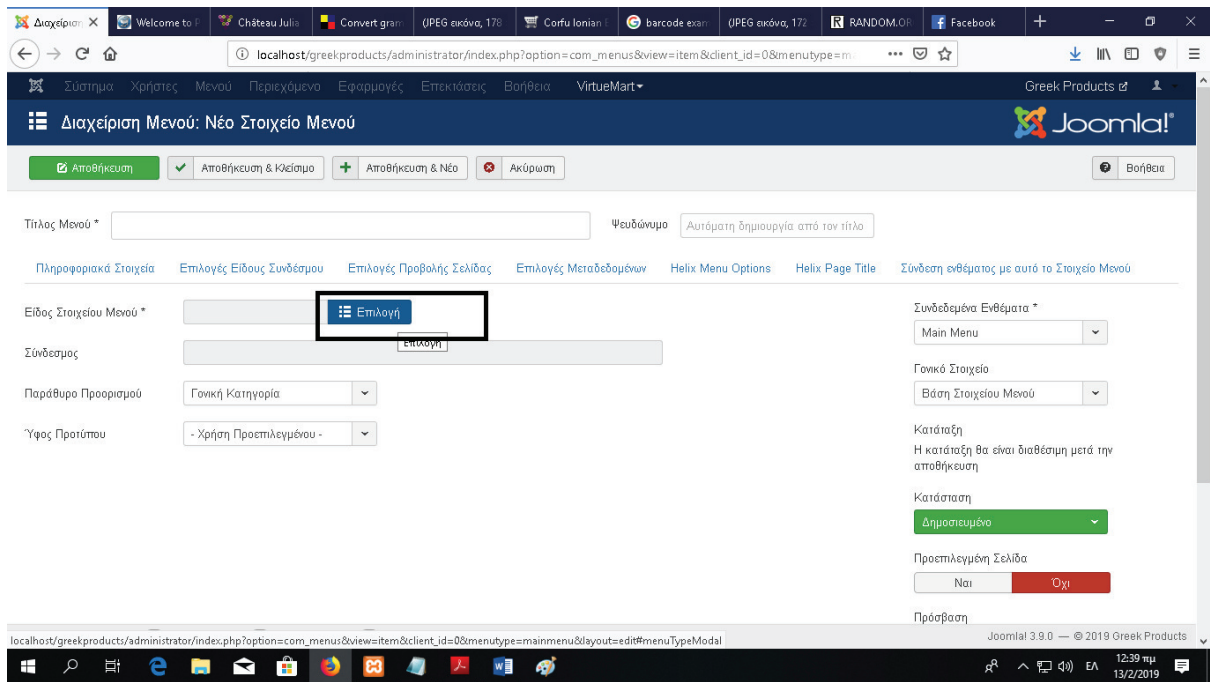 Διαχείριση
Welcome to P
Château Julia
Convert gram
(JPEG εικόνα, 178
Corfu Ionian
barcode exam
(JPEG εικόνα, 172
RANDOM.OR
Facebook
localhost/greekproducts/administrator/index.php?option=com_menus&view=item&client_id=0&menutype=m
Σύστημα Χρήστες Μενού Περιεχόμενο Εφαρμογές Επεκτάσεις Βοήθεια VirtueMart Greek Products
Διαχείριση Μενού: Νέο Στοιχείο Μενού Joomla!
Αποθήκευση Αποθήκευση & Κλείσιμο Αποθήκευση & Νέο Ακύρωση Βοήθεια
Τίτλος Μενού * Ψευδώνυμο Αυτόματη δημιουργία από τον τίτλο
Πληροφοριακά Στοιχεία Επιλογές Είδους Συνδέσμου Επιλογές Προβολής Σελίδας Επιλογές Μεταδεδομένων Helix Menu Options Helix Page Title Σύνδεση ενθέματος με αυτό το Στοιχείο Μενού
Είδος Στοιχείου Μενού * Επιλογή
Επιλογή
Σύνδεσμος
Παράθυρο Προορισμού Γονική Κατηγορία
Ύφος Προτύπου - Χρήση Προεπιλεγμένου -
Συνδεδεμένα Ενθέματα *
Main Menu
Γονικό Στοιχείο
Βάση Στοιχείου Μενού
Κατάταξη
Η κατάταξη θα είναι διαθέσιμη μετά την
αποθήκευση
Κατάσταση
Δημοσιευμένο
Προεπιλεγμένη Σελίδα
Ναι Όχι
Πρόσβαση
localhost/greekproducts/administrator/index.php?option=com_menus&view=item&client_id=0&menutype=mainmenu&layout=edit#menuTypeModal
Joomla! 3.9.0 — © 2019 Greek Products
ΕΛ
12:39 πμ
13/2/2019